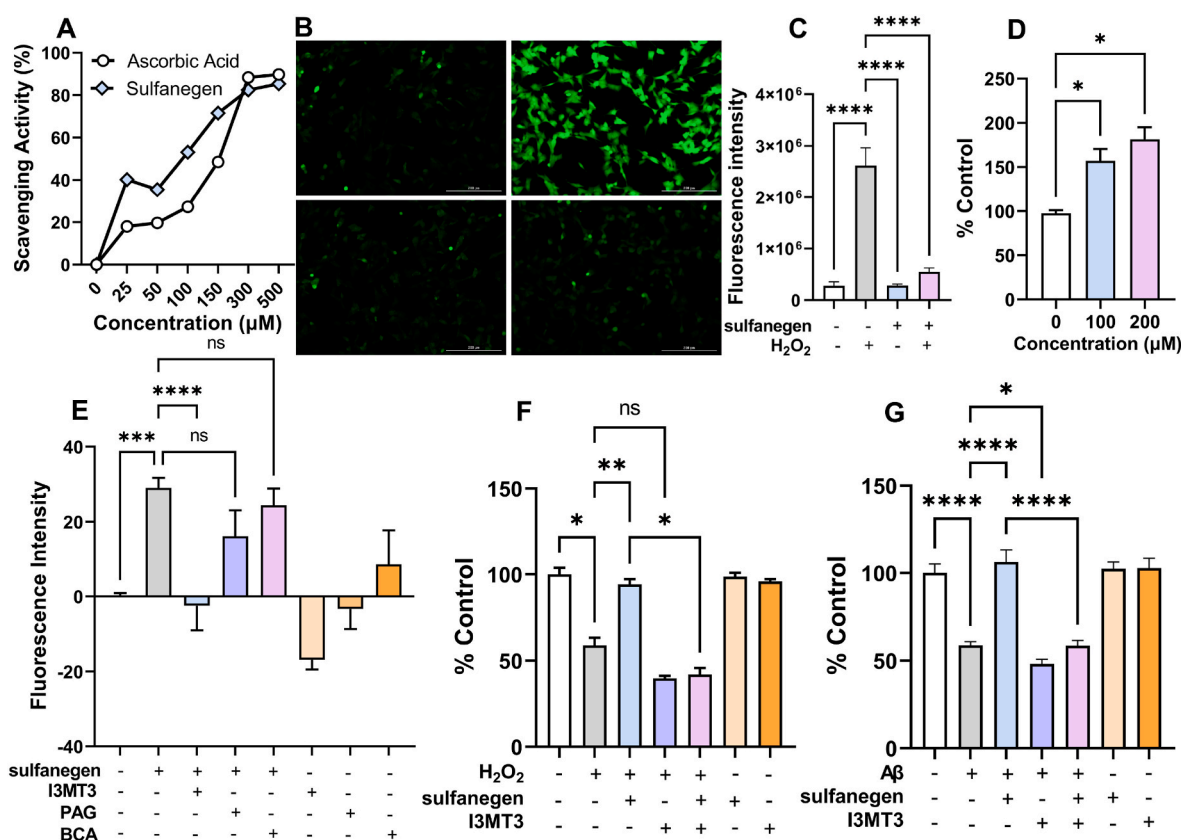 A
Scavenging Activity (%)
100
80
60
40
20
0
Ascorbic Acid
Sulfanegen
0 25 50 100 150 300 500
Concentration (µM)
B
C
Fluorescence intensity
4×10⁶
3×10⁶
2×10⁶
1×10⁶
0
****
****
****
sulfanegen - - + +
H₂O₂ - + - +
D
% Control
250
200
150
100
50
0
*
*
0 100 200
Concentration (µM)
E
Fluorescence Intensity
40
20
0
-20
-40
ns
****
*** ns
sulfanegen - + + + + - - -
I3MT3 - - + - - + - -
PAG - - - + - - + -
BCA - - - - + - - +
F
% Control
150
100
50
0
ns
**
* *
H₂O₂ - + + + + - -
sulfanegen - - + - + + -
I3MT3 - - - + + - +
G
% Control
150
100
50
0
*
****
**** ****
Aβ - + + + + - -
sulfanegen - - + - + + -
I3MT3 - - - + + - +